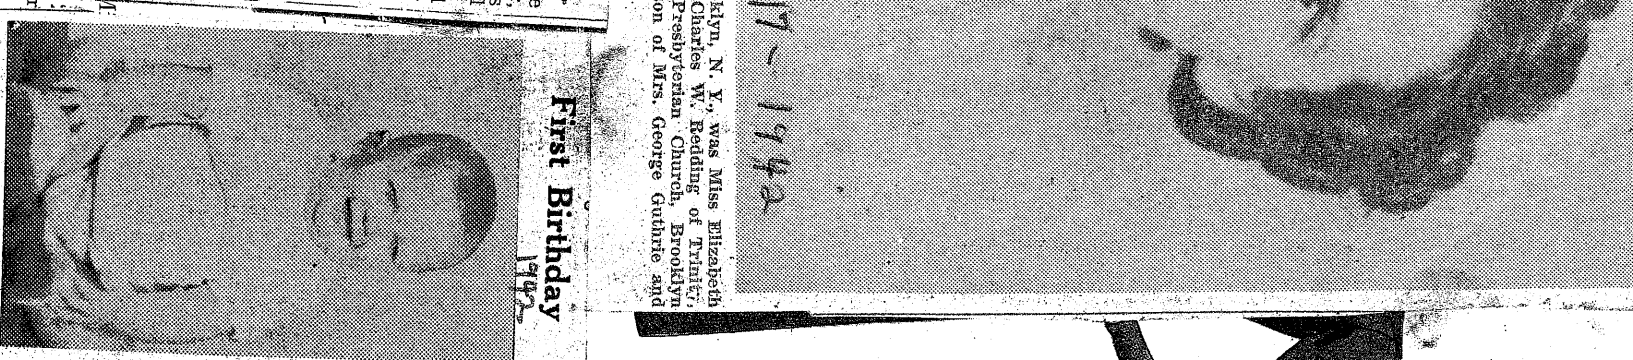 First Birthday
1942
klyn, N. Y., was Miss Elizabeth
Charles W. Redding of Trinity,
Presbyterian Church, Brooklyn
on of Mrs. George Guthrie and
17 - 1942